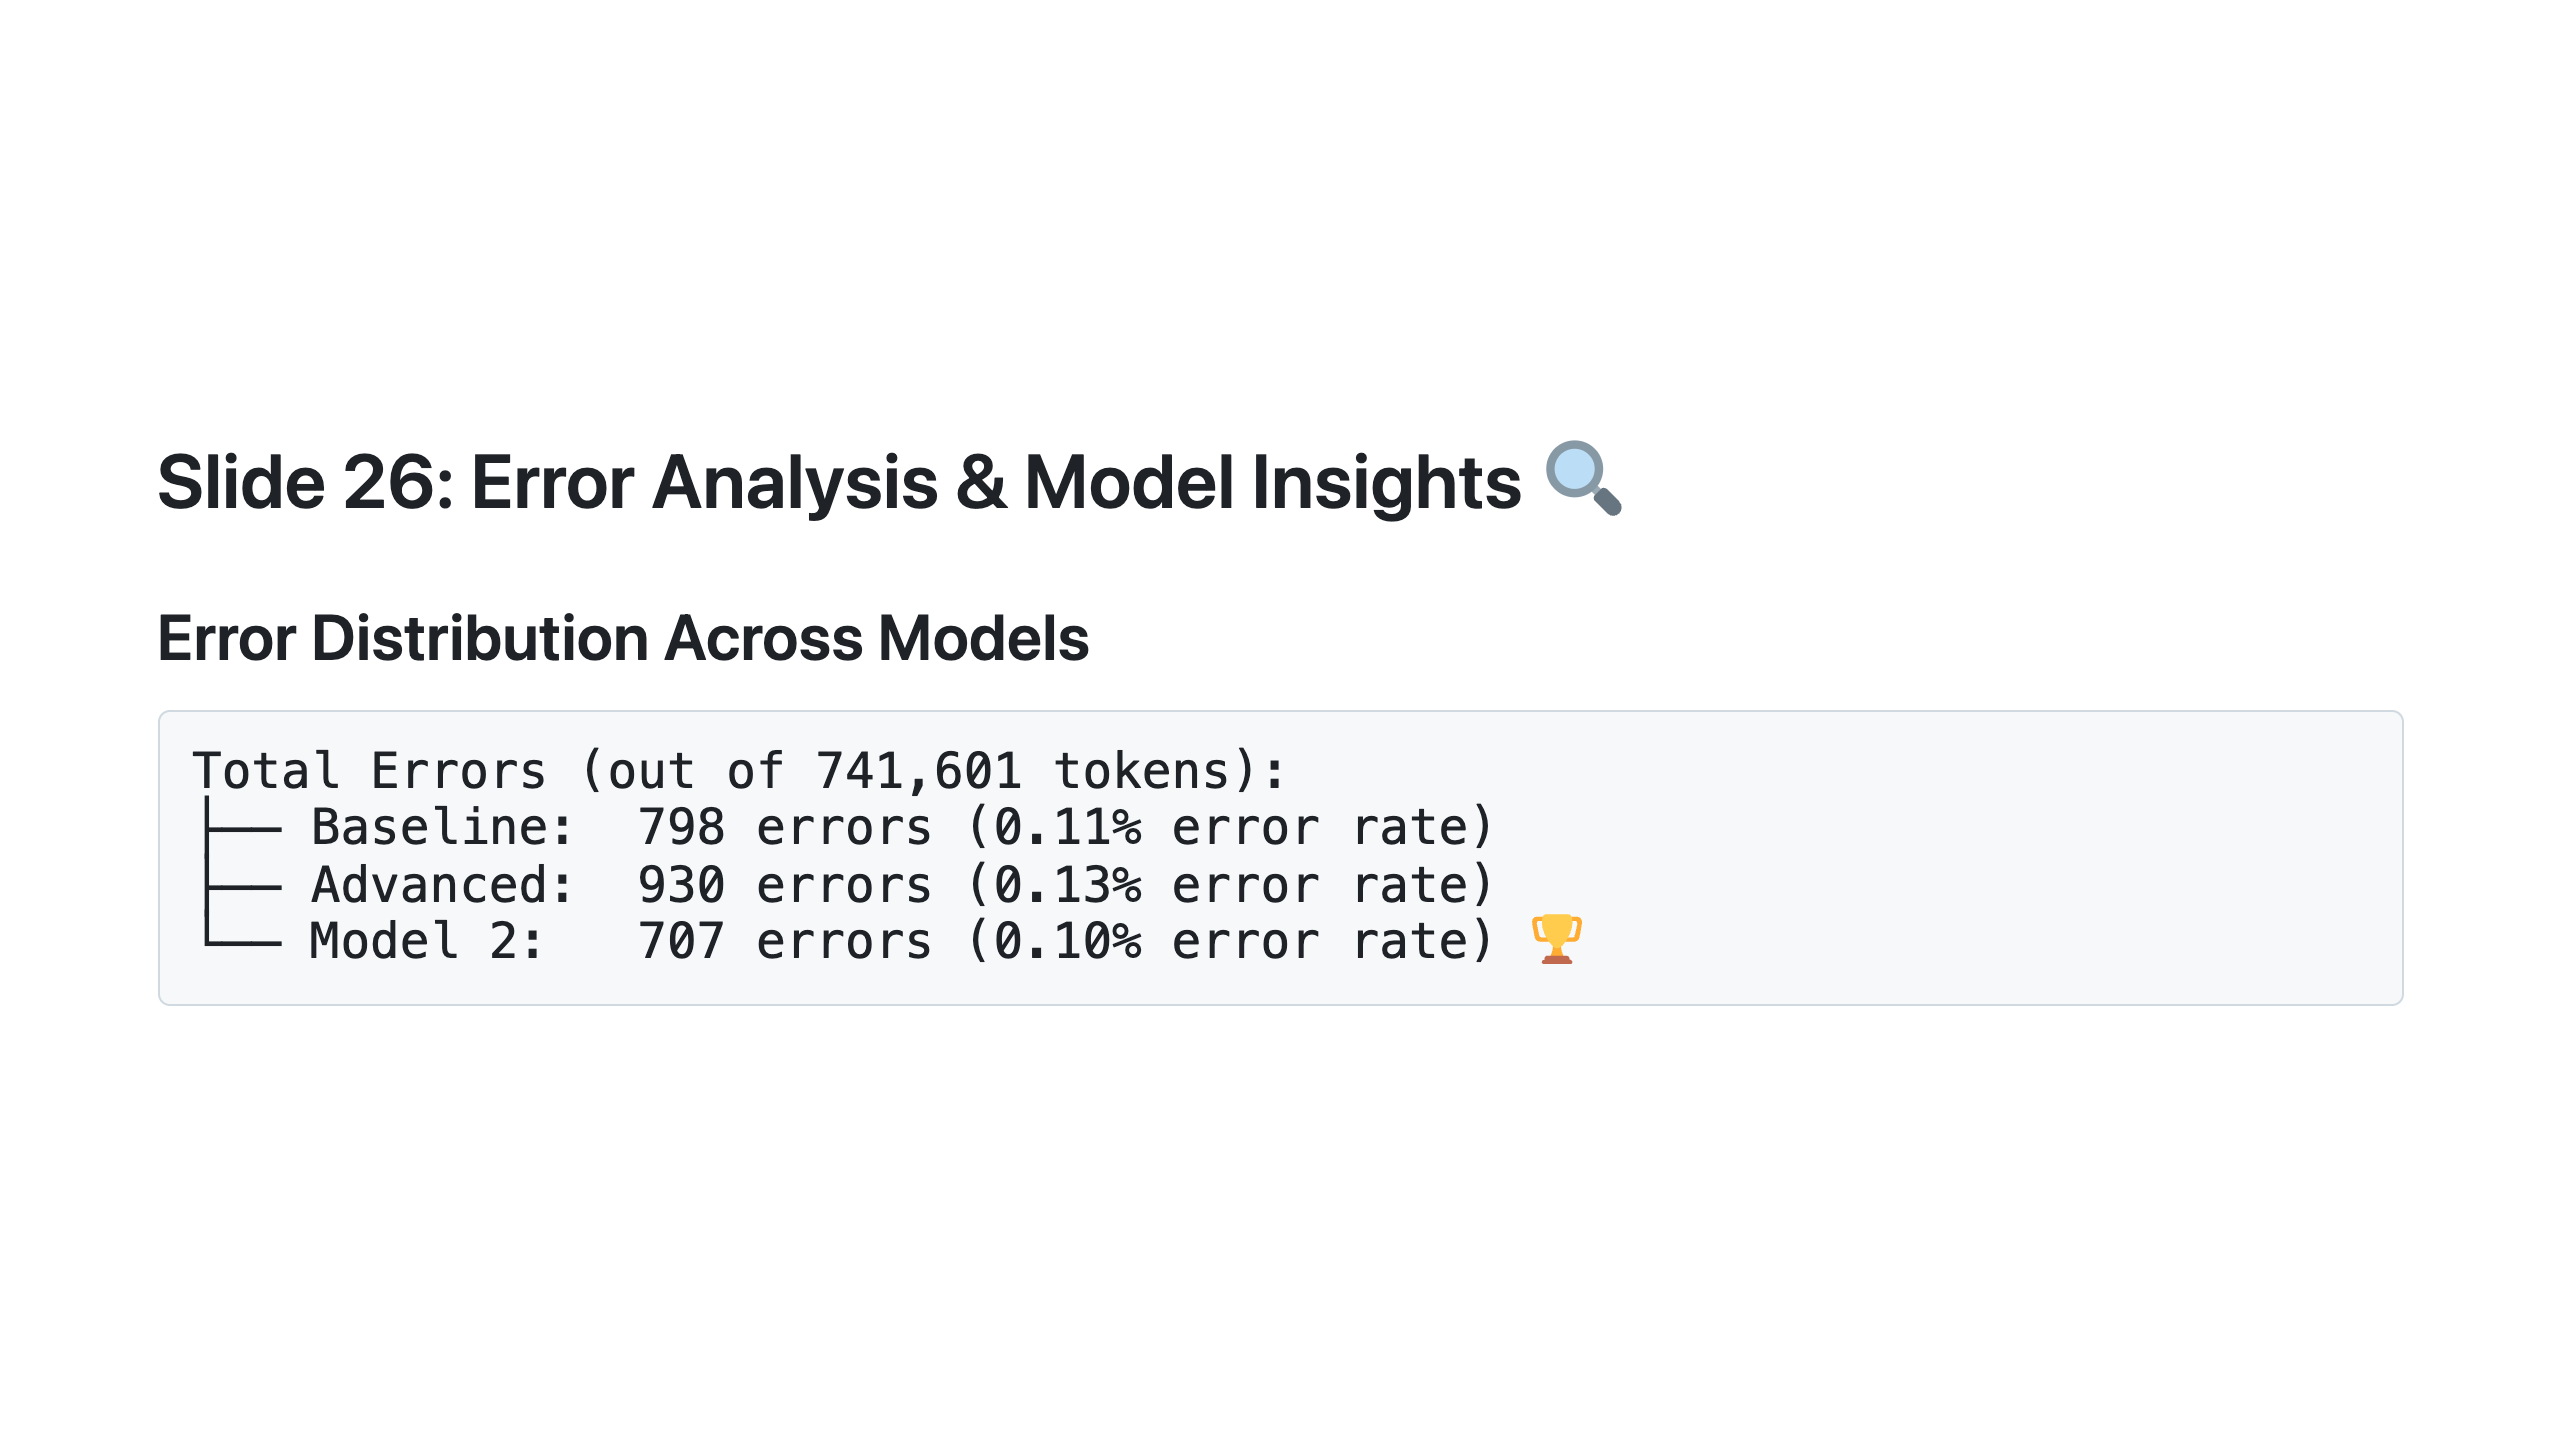 Slide 26: Error Analysis & Model Insights 🔍
Error Distribution Across Models
Total Errors (out of 741,601 tokens):
├── Baseline:  798 errors (0.11% error rate)
├── Advanced:  930 errors (0.13% error rate)
└── Model 2:   707 errors (0.10% error rate) 🏆